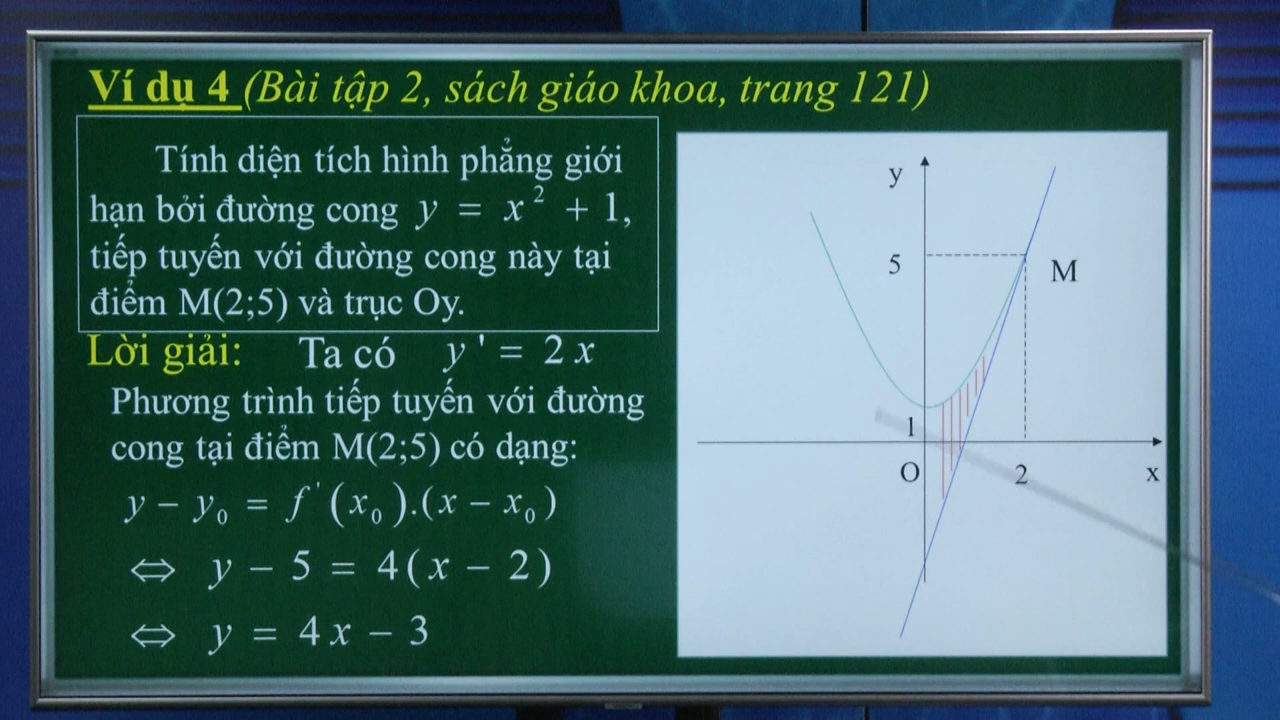 Ví dụ 4 (Bài tập 2, sách giáo khoa, trang 121)
Tính diện tích hình phẳng giới
hạn bởi đường cong y = x² + 1,
tiếp tuyến với đường cong này tại
điểm M(2;5) và trục Oy.
Lời giải: Ta có y ' = 2x
Phương trình tiếp tuyến với đường
cong tại điểm M(2;5) có dạng:
y − y₀ = f'(x₀).(x − x₀)
⇔ y − 5 = 4(x − 2)
⇔ y = 4x − 3
y
5
M
1
O
2
x